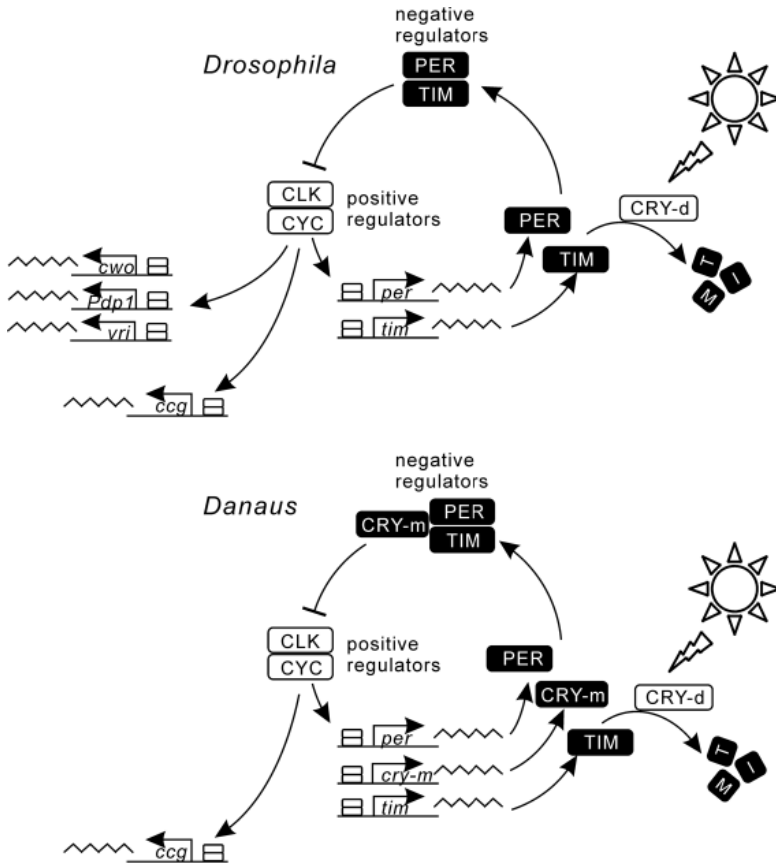 negative
regulators
Drosophila
PER
TIM
CLK
CYC
positive
regulators
PER
CRY-d
TIM
T
I
M
cwo
Pdp1
vri
per
tim
ccg
negative
regulators
Danaus
CRY-m
PER
TIM
CLK
CYC
positive
regulators
PER
CRY-m
CRY-d
TIM
T
I
M
per
cry-m
tim
ccg